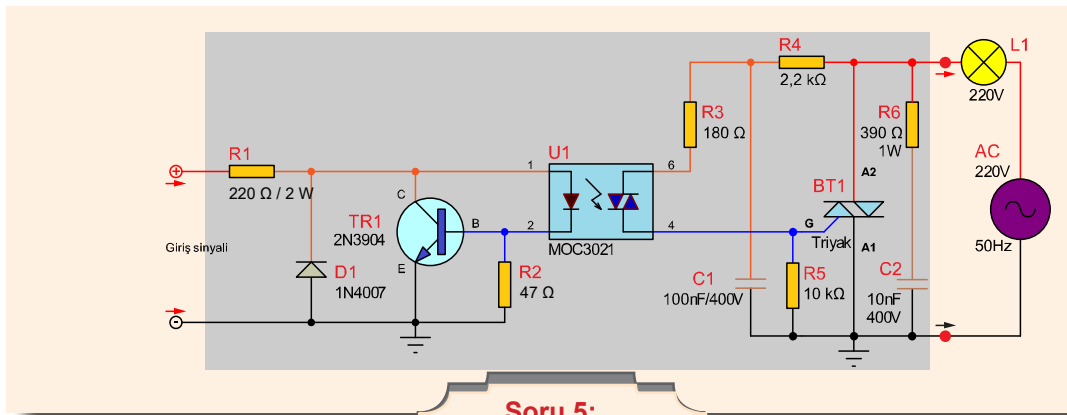 R4
2,2 kΩ
L1
220V
R3
180 Ω
R6
390 Ω
1W
AC
220V
50Hz
R1
220 Ω / 2 W
U1
1
6
2
4
MOC3021
A2
BT1
G
Triyak
A1
C
TR1
2N3904
B
E
Giriş sinyali
D1
1N4007
R2
47 Ω
C1
100nF/400V
R5
10 kΩ
C2
10nF
400V
Soru 5: